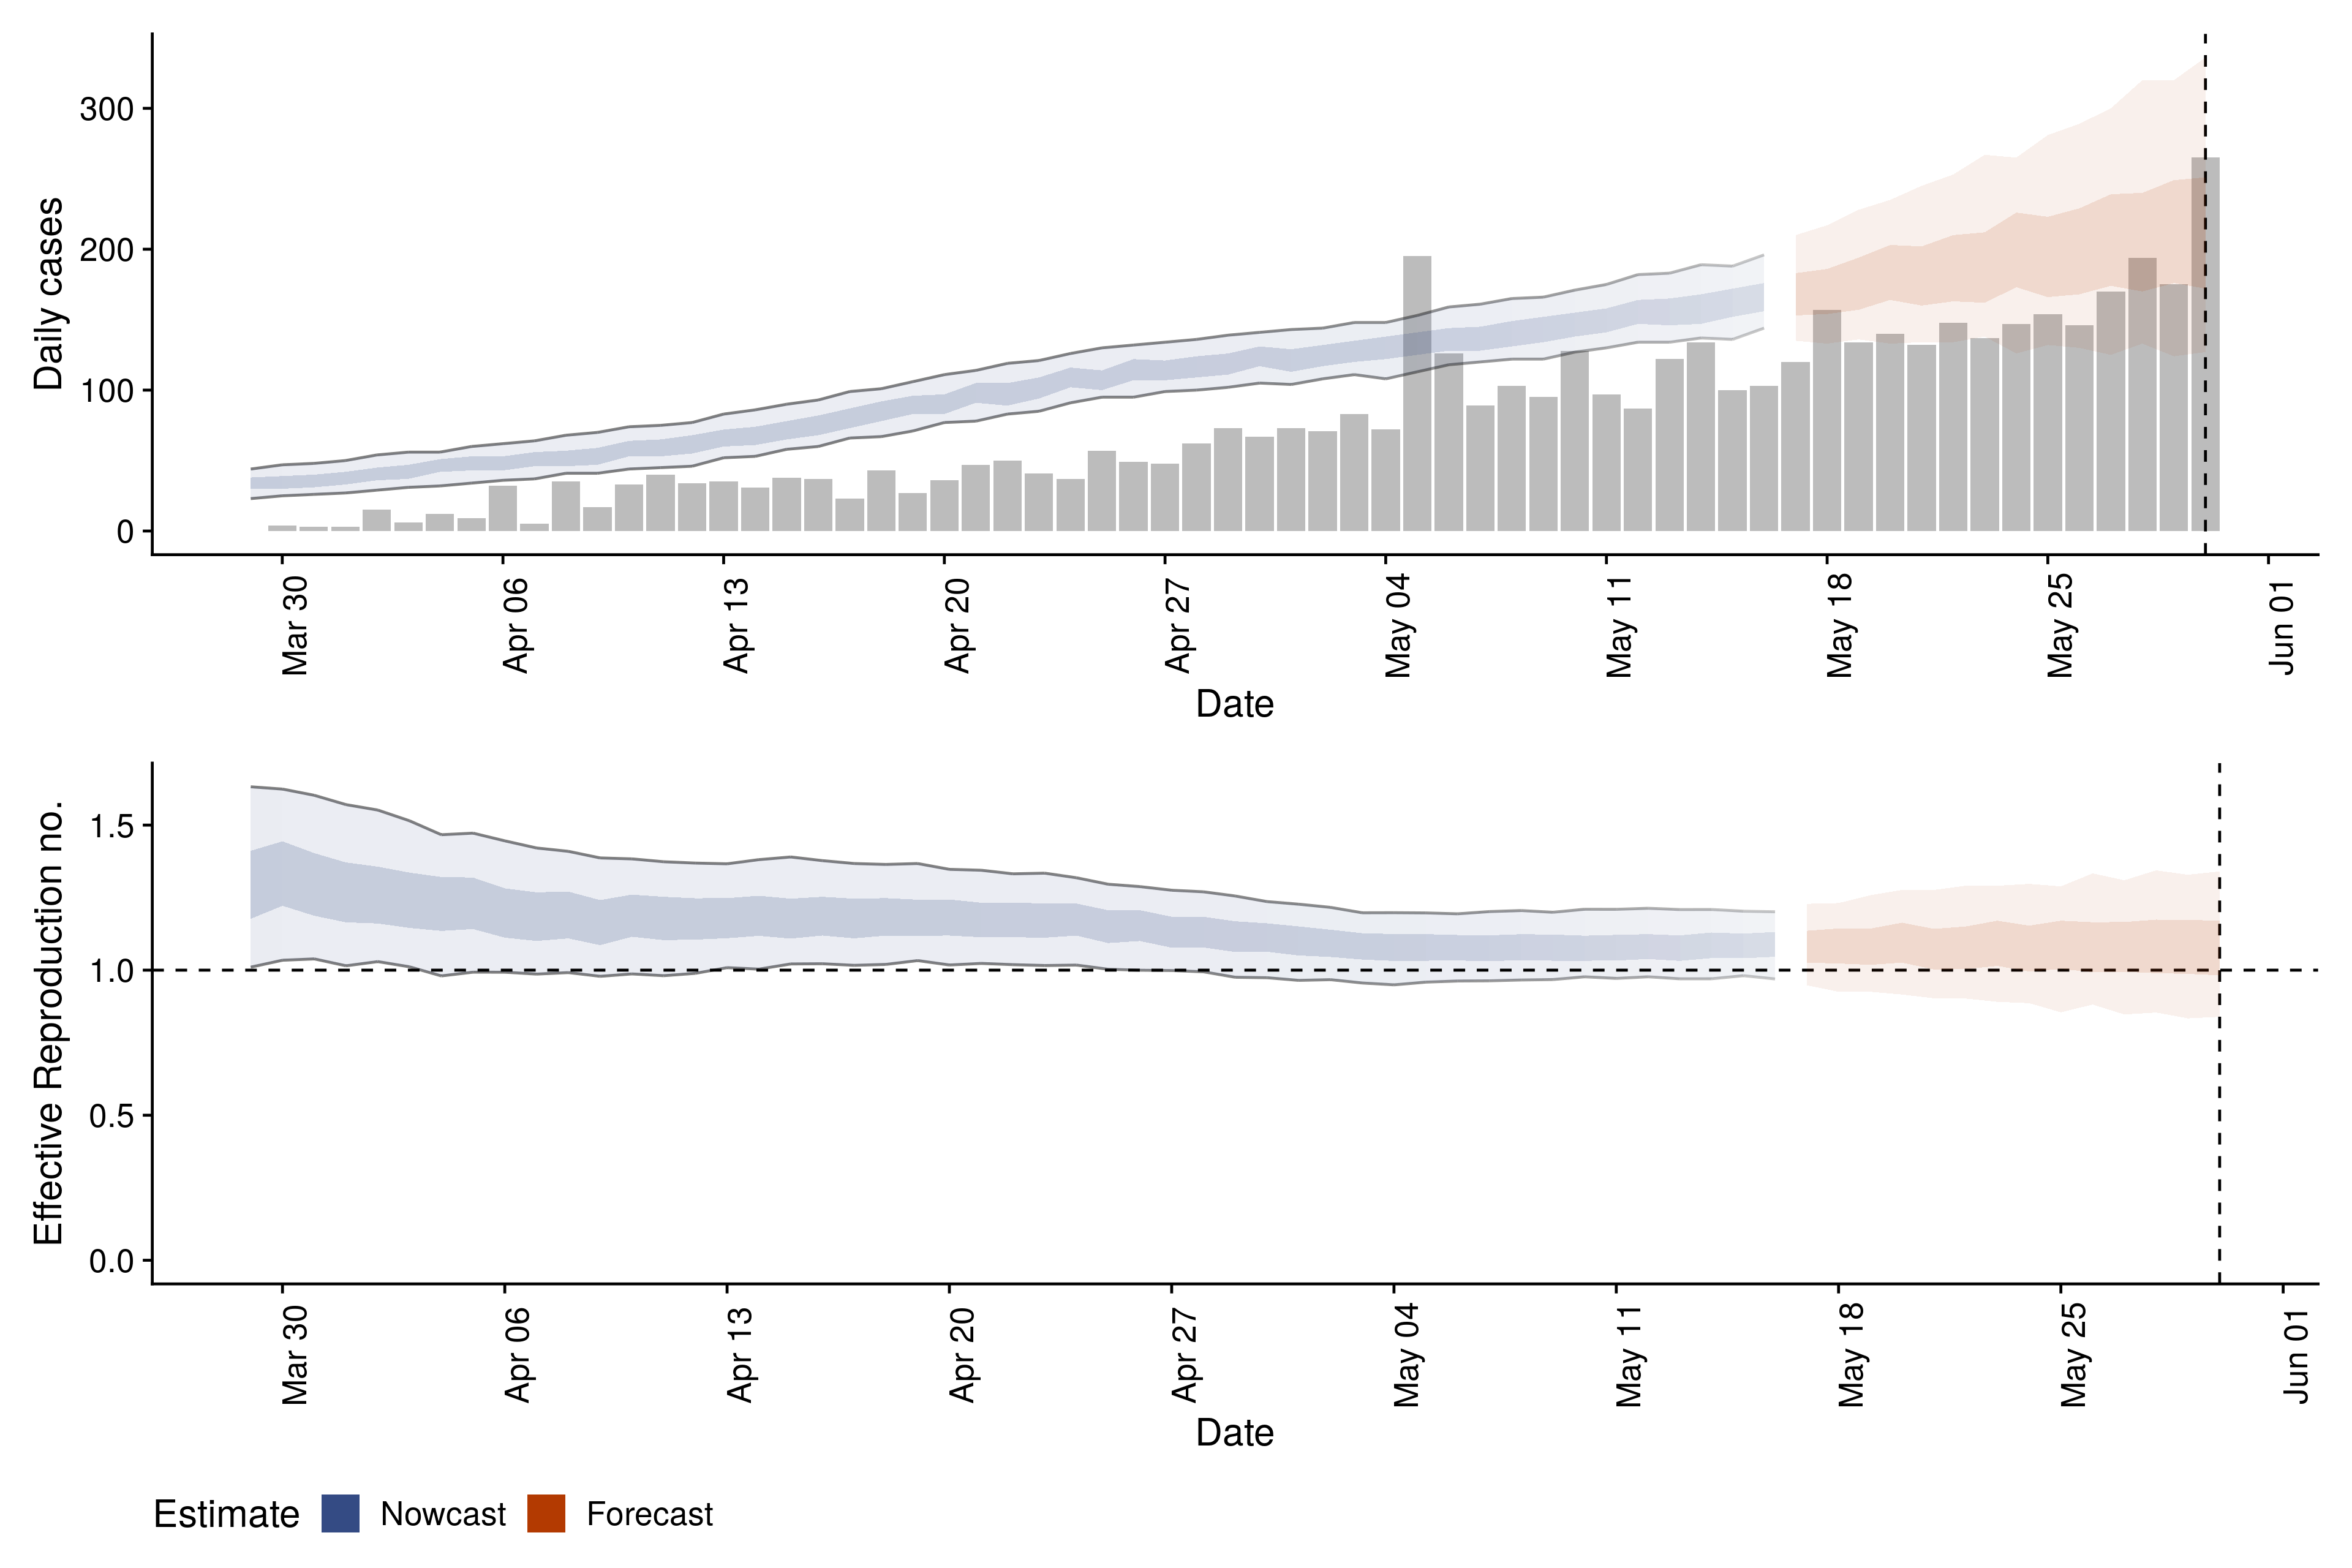 Daily cases
300
200
100
0
Mar 30
Apr 06
Apr 13
Apr 20
Apr 27
May 04
May 11
May 18
May 25
Jun 01
Date
Effective Reproduction no.
1.5
1.0
0.5
0.0
Mar 30
Apr 06
Apr 13
Apr 20
Apr 27
May 04
May 11
May 18
May 25
Jun 01
Date
Estimate Nowcast Forecast